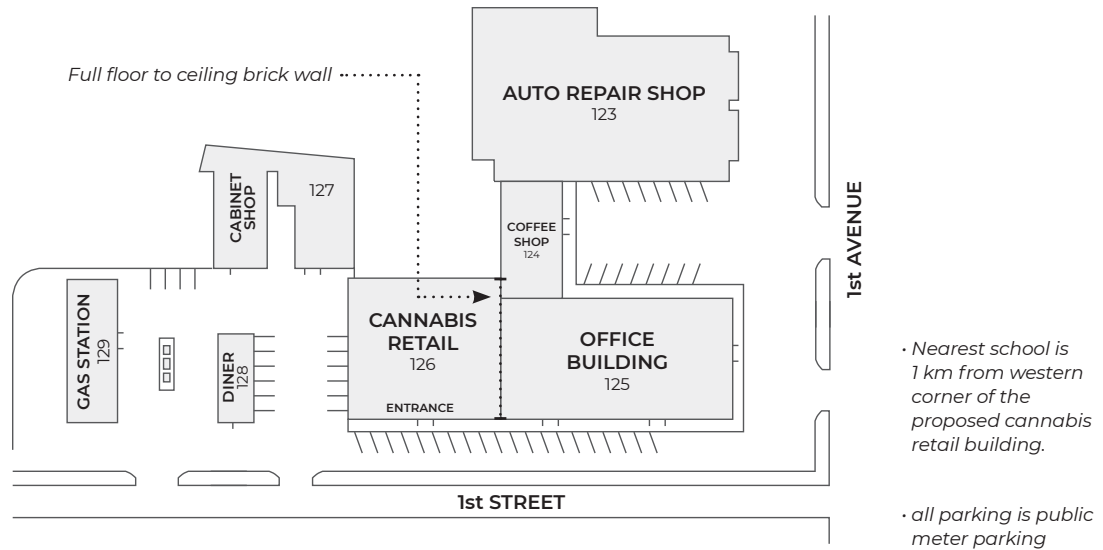 Full floor to ceiling brick wall
AUTO REPAIR SHOP
123
CABINET
SHOP
127
COFFEE
SHOP
124
1st AVENUE
GAS STATION
129
DINER
128
CANNABIS
RETAIL
126
ENTRANCE
OFFICE
BUILDING
125
1st STREET
· Nearest school is
1 km from western
corner of the
proposed cannabis
retail building.
· all parking is public
meter parking